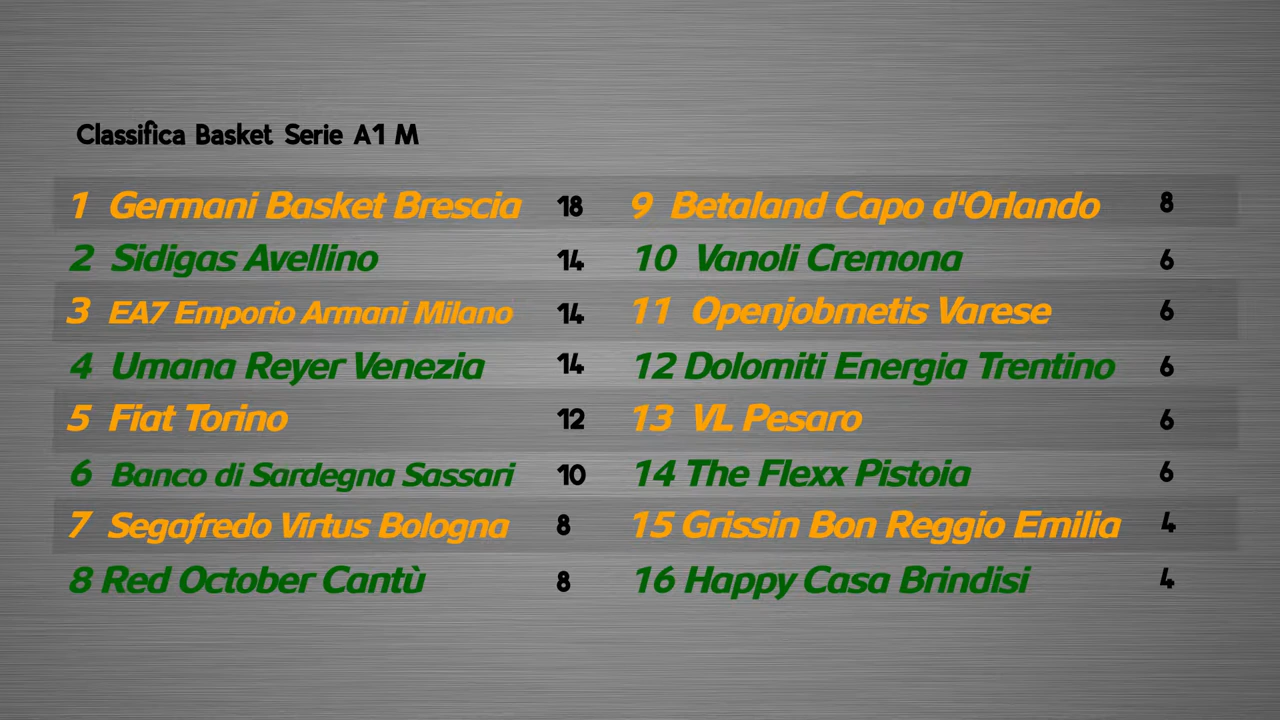 Classifica Basket Serie A1 M
1 Germani Basket Brescia 18
2 Sidigas Avellino 14
3 EA7 Emporio Armani Milano 14
4 Umana Reyer Venezia 14
5 Fiat Torino 12
6 Banco di Sardegna Sassari 10
7 Segafredo Virtus Bologna 8
8 Red October Cantù 8
9 Betaland Capo d'Orlando 8
10 Vanoli Cremona 6
11 Openjobmetis Varese 6
12 Dolomiti Energia Trentino 6
13 VL Pesaro 6
14 The Flexx Pistoia 6
15 Grissin Bon Reggio Emilia 4
16 Happy Casa Brindisi 4